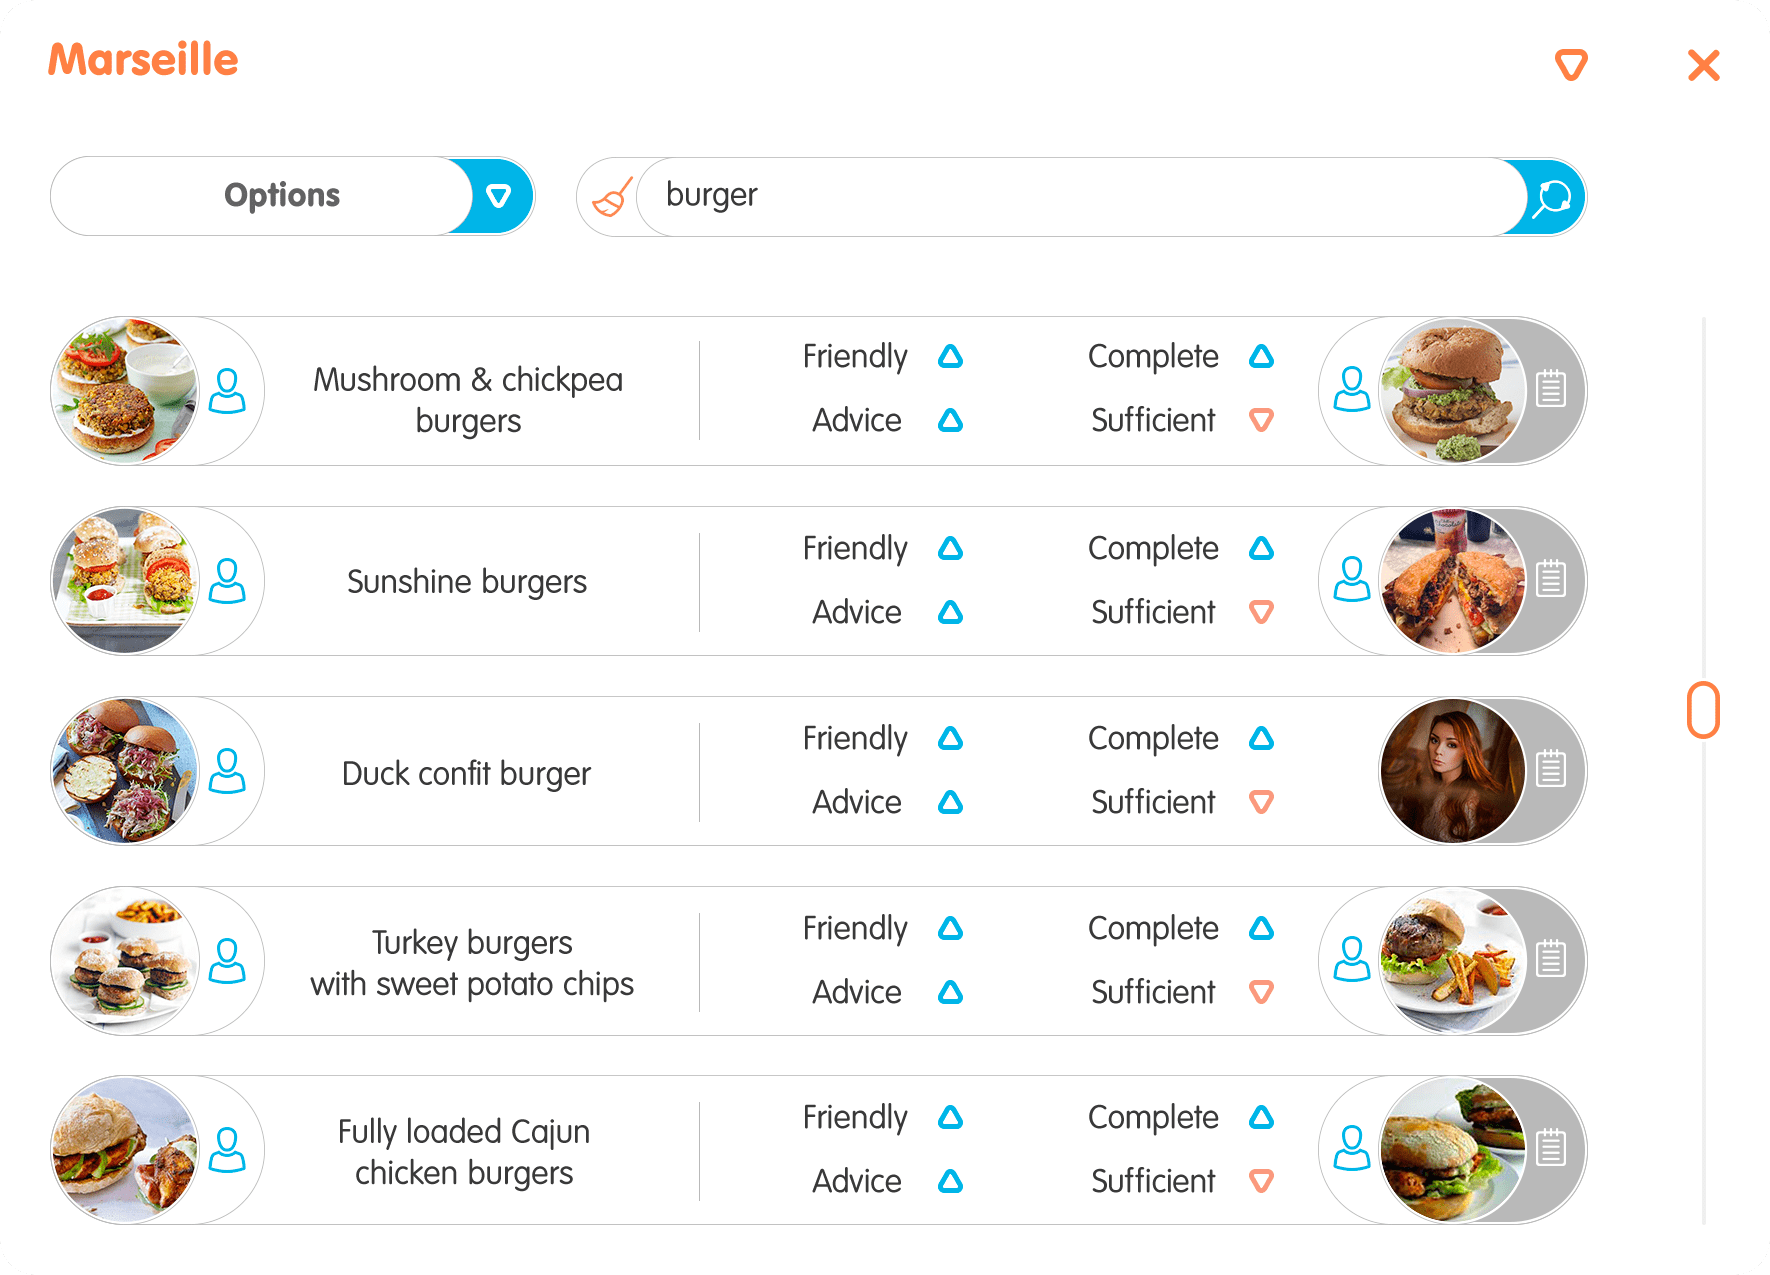 Marseille
Options
burger
Mushroom & chickpea
burgers
Friendly
Complete
Advice
Sufficient
Sunshine burgers
Friendly
Complete
Advice
Sufficient
Duck confit burger
Friendly
Complete
Advice
Sufficient
Turkey burgers
with sweet potato chips
Friendly
Complete
Advice
Sufficient
Fully loaded Cajun
chicken burgers
Friendly
Complete
Advice
Sufficient